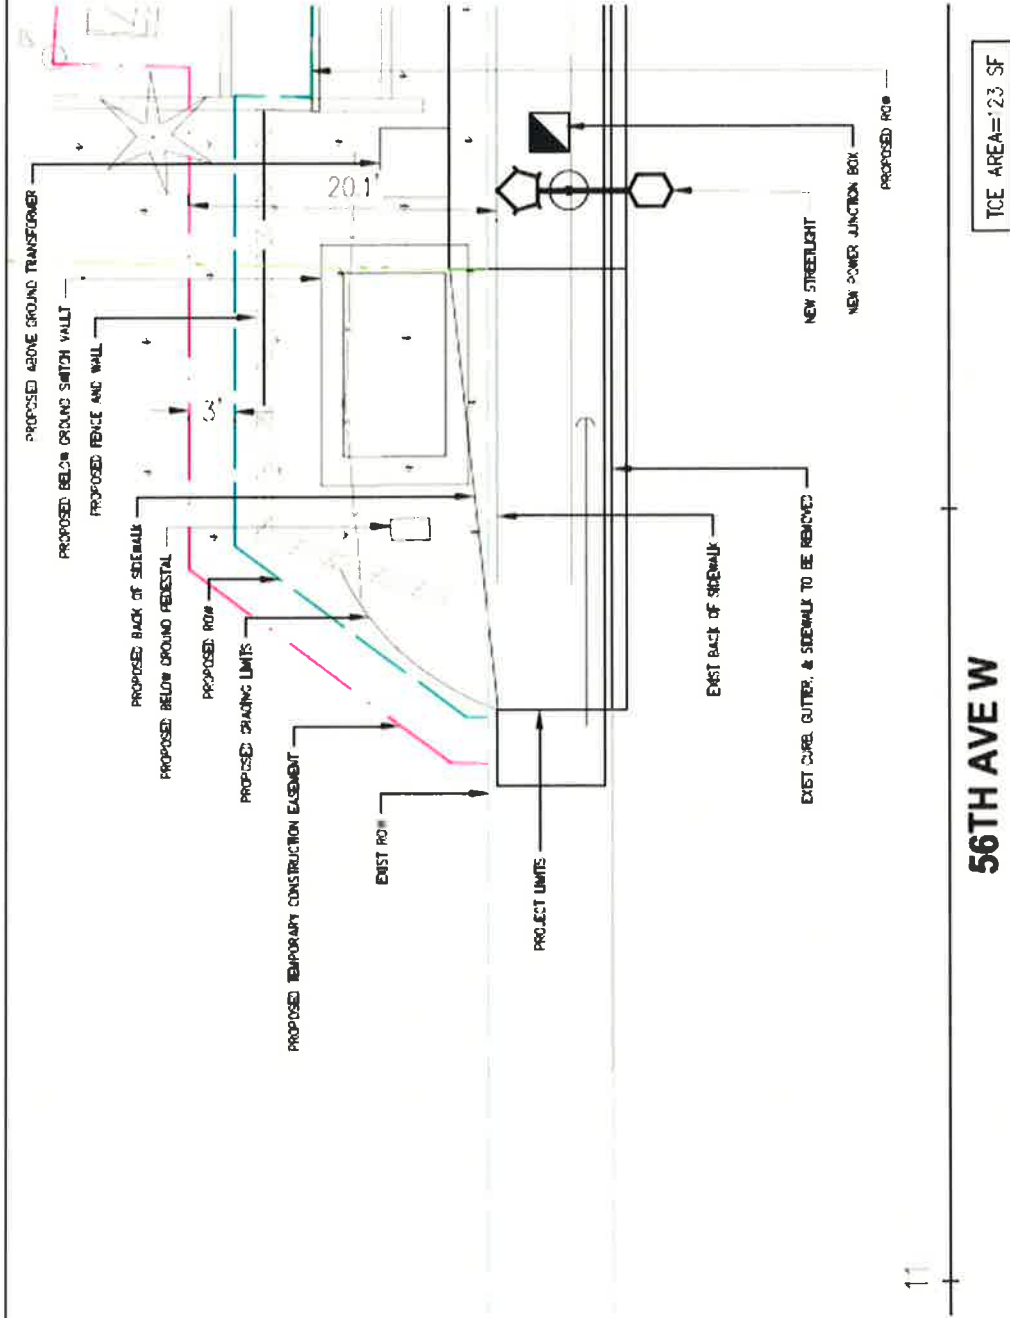 PROPOSED ABOVE GROUND TRANSFORMER
PROPOSED BELOW GROUND SWITCH VAULT
PROPOSED FENCE AND WALL
PROPOSED BACK OF SIDEWALK
PROPOSED BELOW GROUND PEDESTAL
PROPOSED ROW
PROPOSED GRADING LIMITS
PROPOSED TEMPORARY CONSTRUCTION EASEMENT
EXIST ROW
PROJECT LIMITS
20.1'
3'
EXIST BACK OF SIDEWALK
EXIST CURB, GUTTER, & SIDEWALK TO BE REMOVED
NEW STREETLIGHT
NEW POWER JUNCTION BOX
PROPOSED ROW
11
56TH AVE W
TCE AREA=123 SF